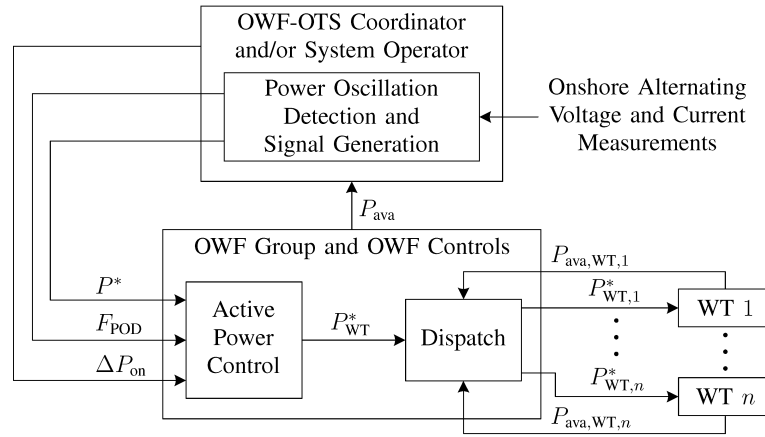 OWF-OTS Coordinator
and/or System Operator
Power Oscillation
Detection and
Signal Generation
Onshore Alternating
Voltage and Current
Measurements
P_ava
OWF Group and OWF Controls
P*
F_POD
ΔP_on
Active
Power
Control
P*_WT
Dispatch
P_ava,WT,1
P*_WT,1
WT 1
P*_WT,n
WT n
P_ava,WT,n